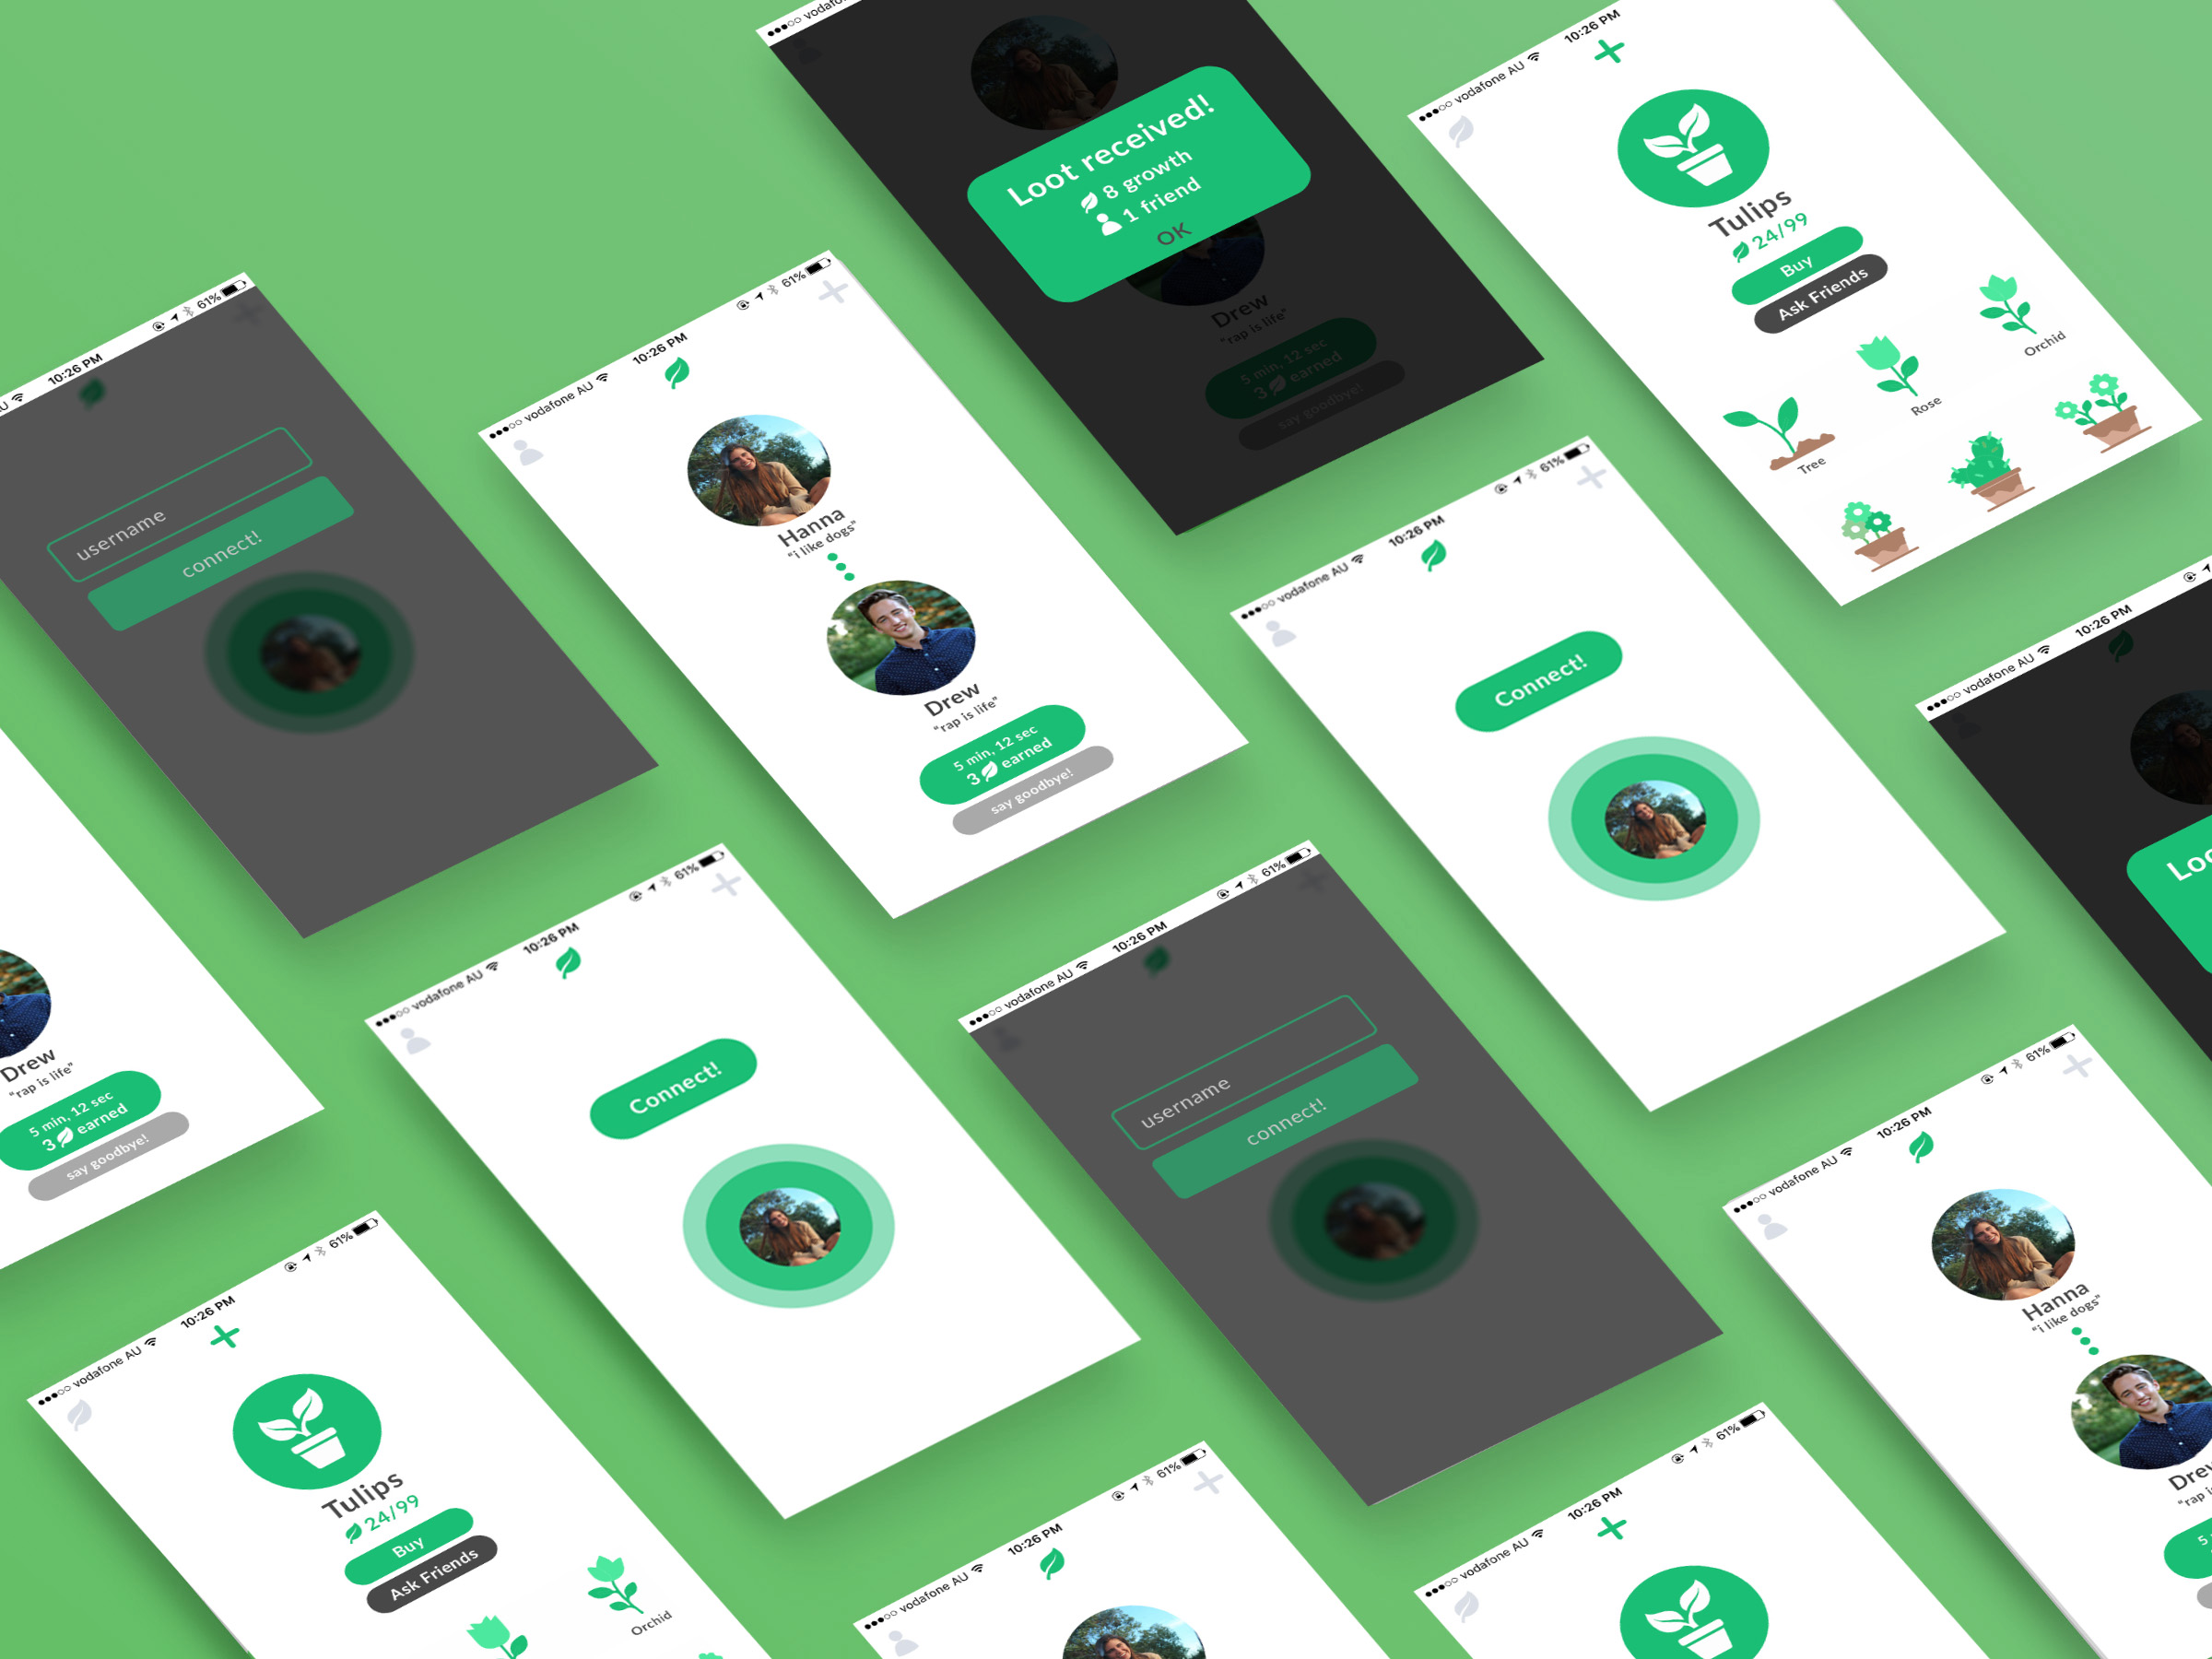 vodafone
Loot received!
8 growth
1 friend
OK
Drew
"rap is life"
5 min, 12 sec
3 earned
say goodbye!
vodafone AU 10:26 PM
Tulips
24/99
Buy
Ask Friends
Orchid
Rose
Tree
10:26 PM 61%
username
connect!
vodafone AU 10:26 PM 61%
Hanna
"i like dogs"
Drew
"rap is life"
5 min, 12 sec
3 earned
say goodbye!
vodafone AU 10:26 PM 61%
Connect!
vodafone AU 10:26 PM
Drew
"rap is life"
5 min, 12 sec
3 earned
say goodbye!
vodafone AU 10:26 PM 61%
Connect!
vodafone AU 10:26 PM 61%
username
connect!
vodafone AU 10:26 PM 61%
Hanna
"i like dogs"
vodafone AU 10:26 PM 61%
Tulips
24/99
Buy
Ask Friends
Orchid
vodafone AU 10:26 PM 61%
vodafone AU 10:26 PM 61%